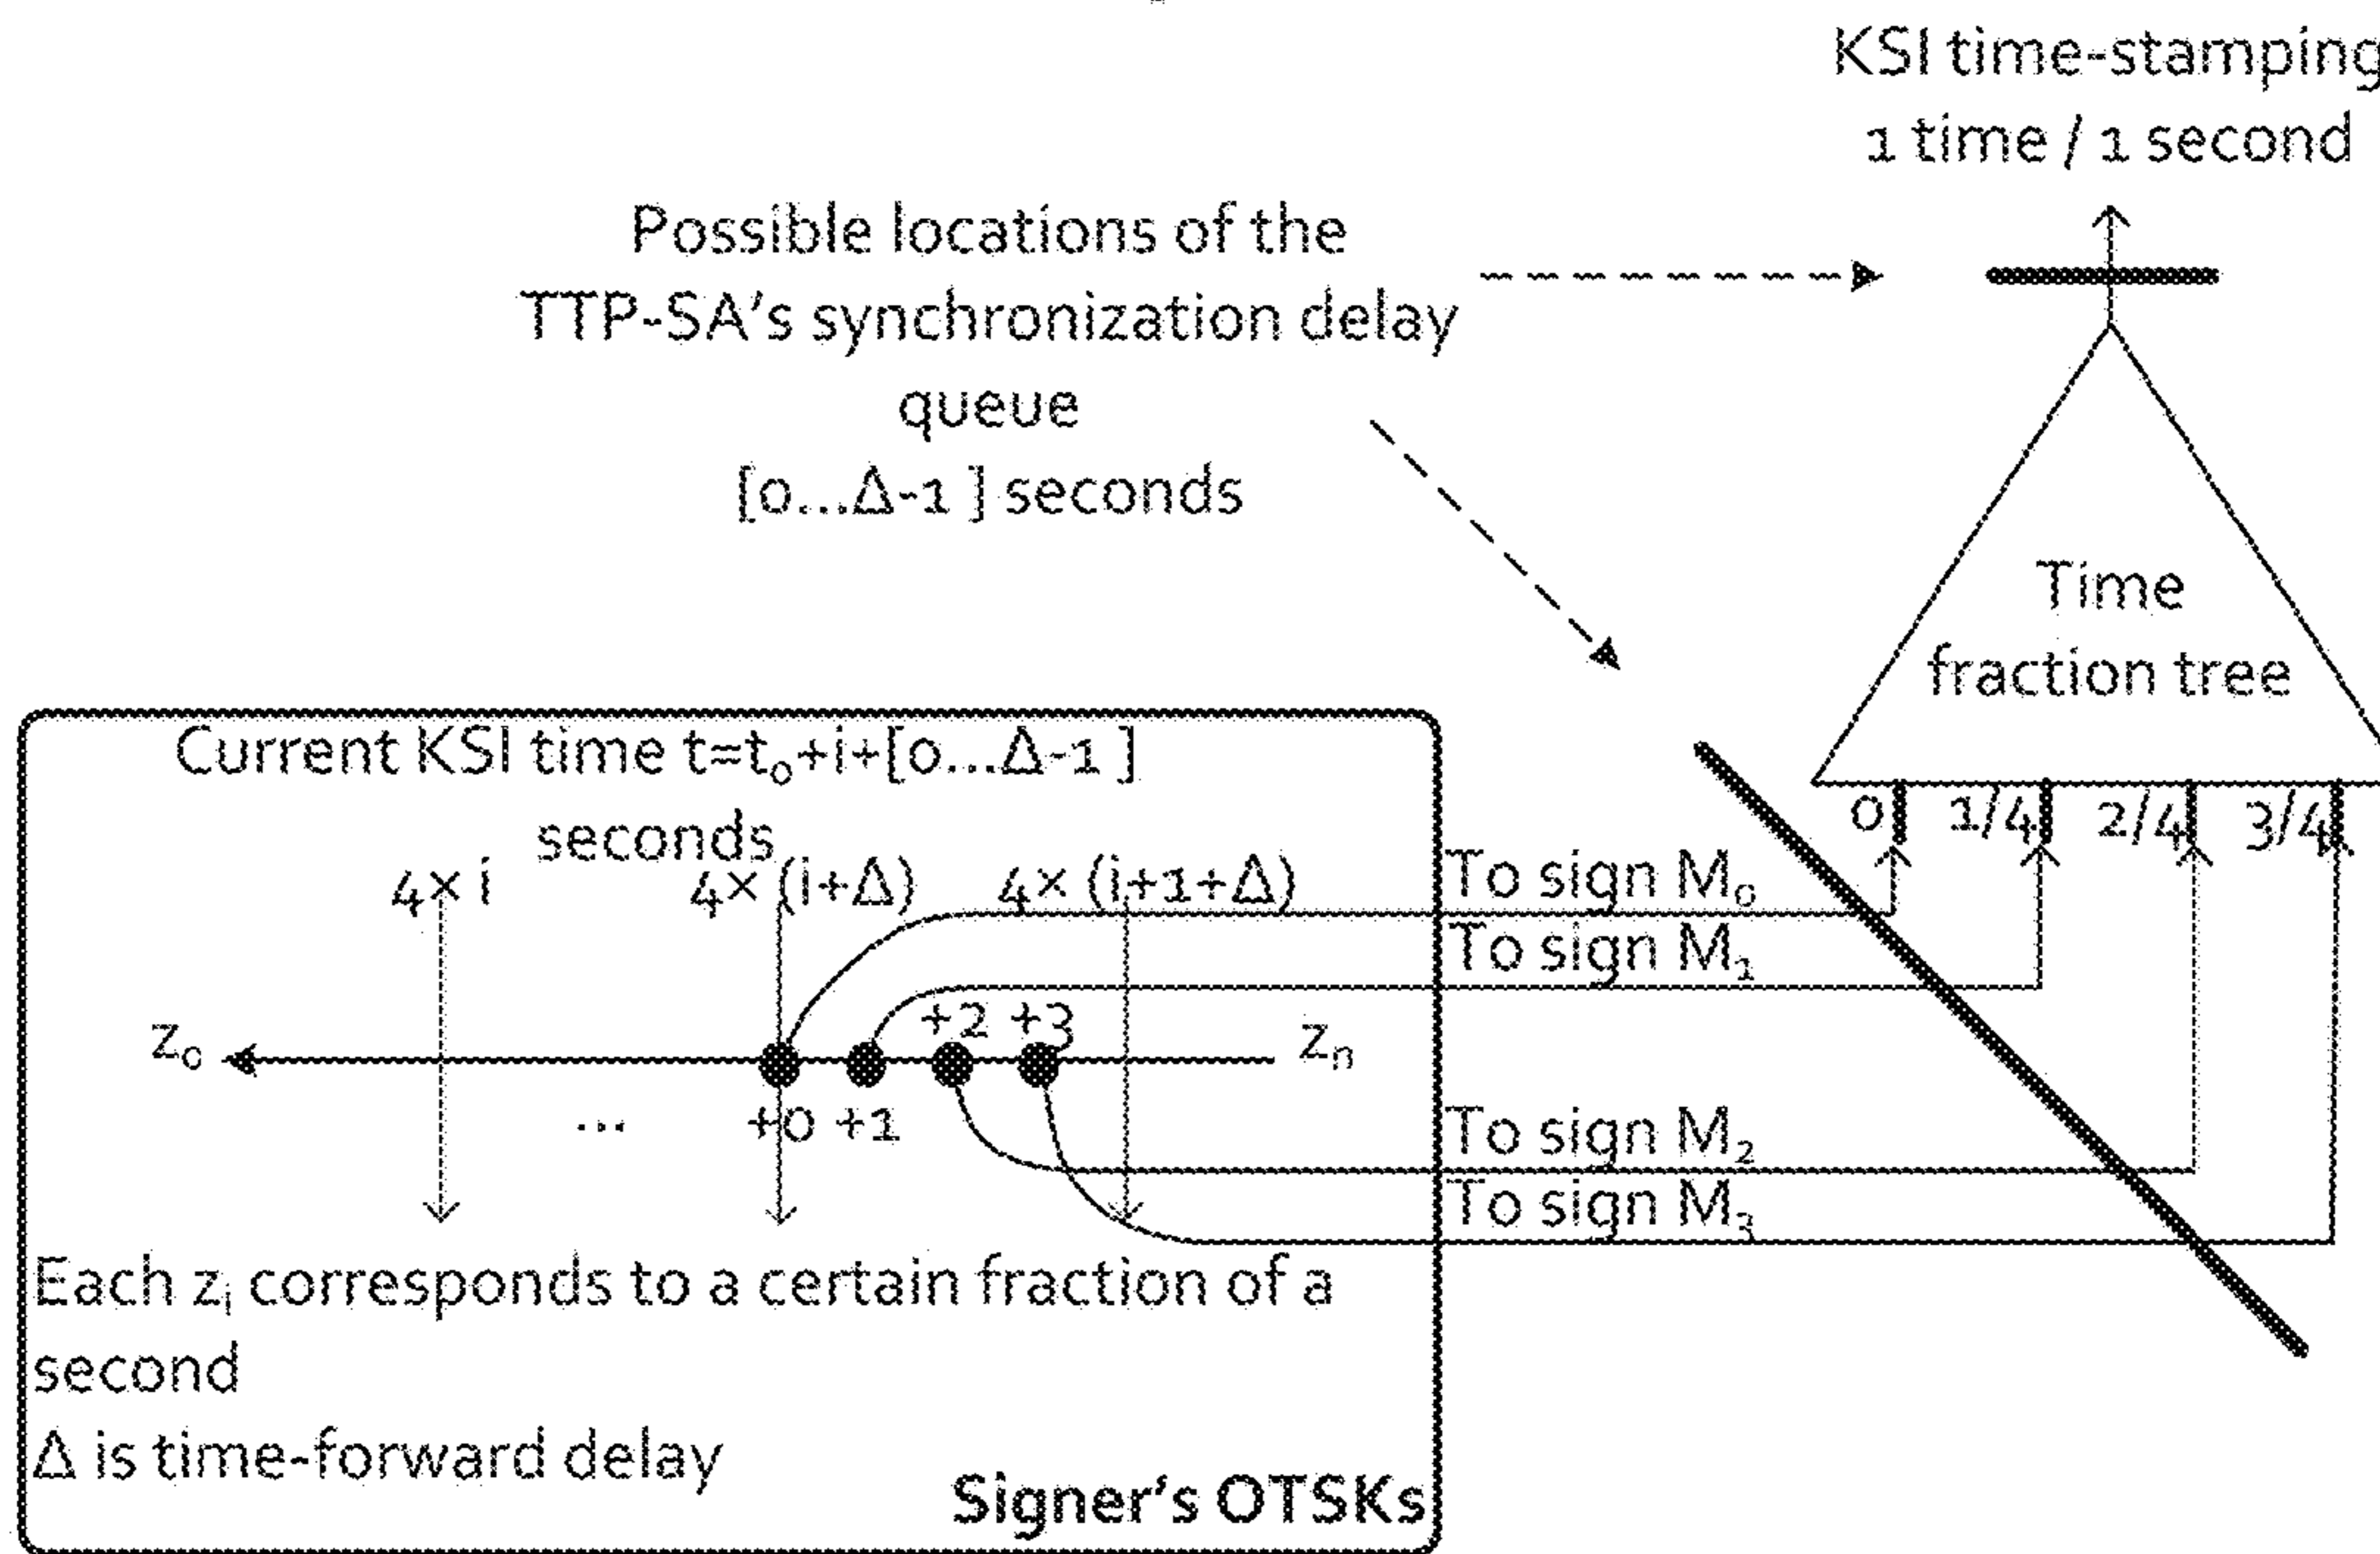 KSI time-stamping
1 time / 1 second
Possible locations of the
TTP-SA's synchronization delay
queue
[0...Δ-1 ] seconds
Time
fraction tree
0 1/4 2/4 3/4
Current KSI time t=t₀+i+[0...Δ-1 ]
seconds
4× i 4× (i+Δ) 4× (i+1+Δ)
To sign M₀
To sign M₁
+2 +3
z₀ zₙ
... +0 +1
To sign M₂
To sign M₃
Each zᵢ corresponds to a certain fraction of a
second
Δ is time-forward delay
Signer's OTSKs